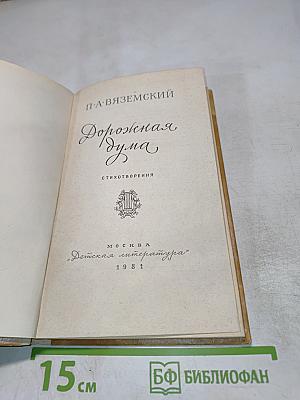 П·А·ВЯЗЕМСКИЙ
Дорожная
дума
СТИХОТВОРЕНИЯ
МОСКВА
„Детская литература"
1981
15 см
БФ БИБЛИОФАН